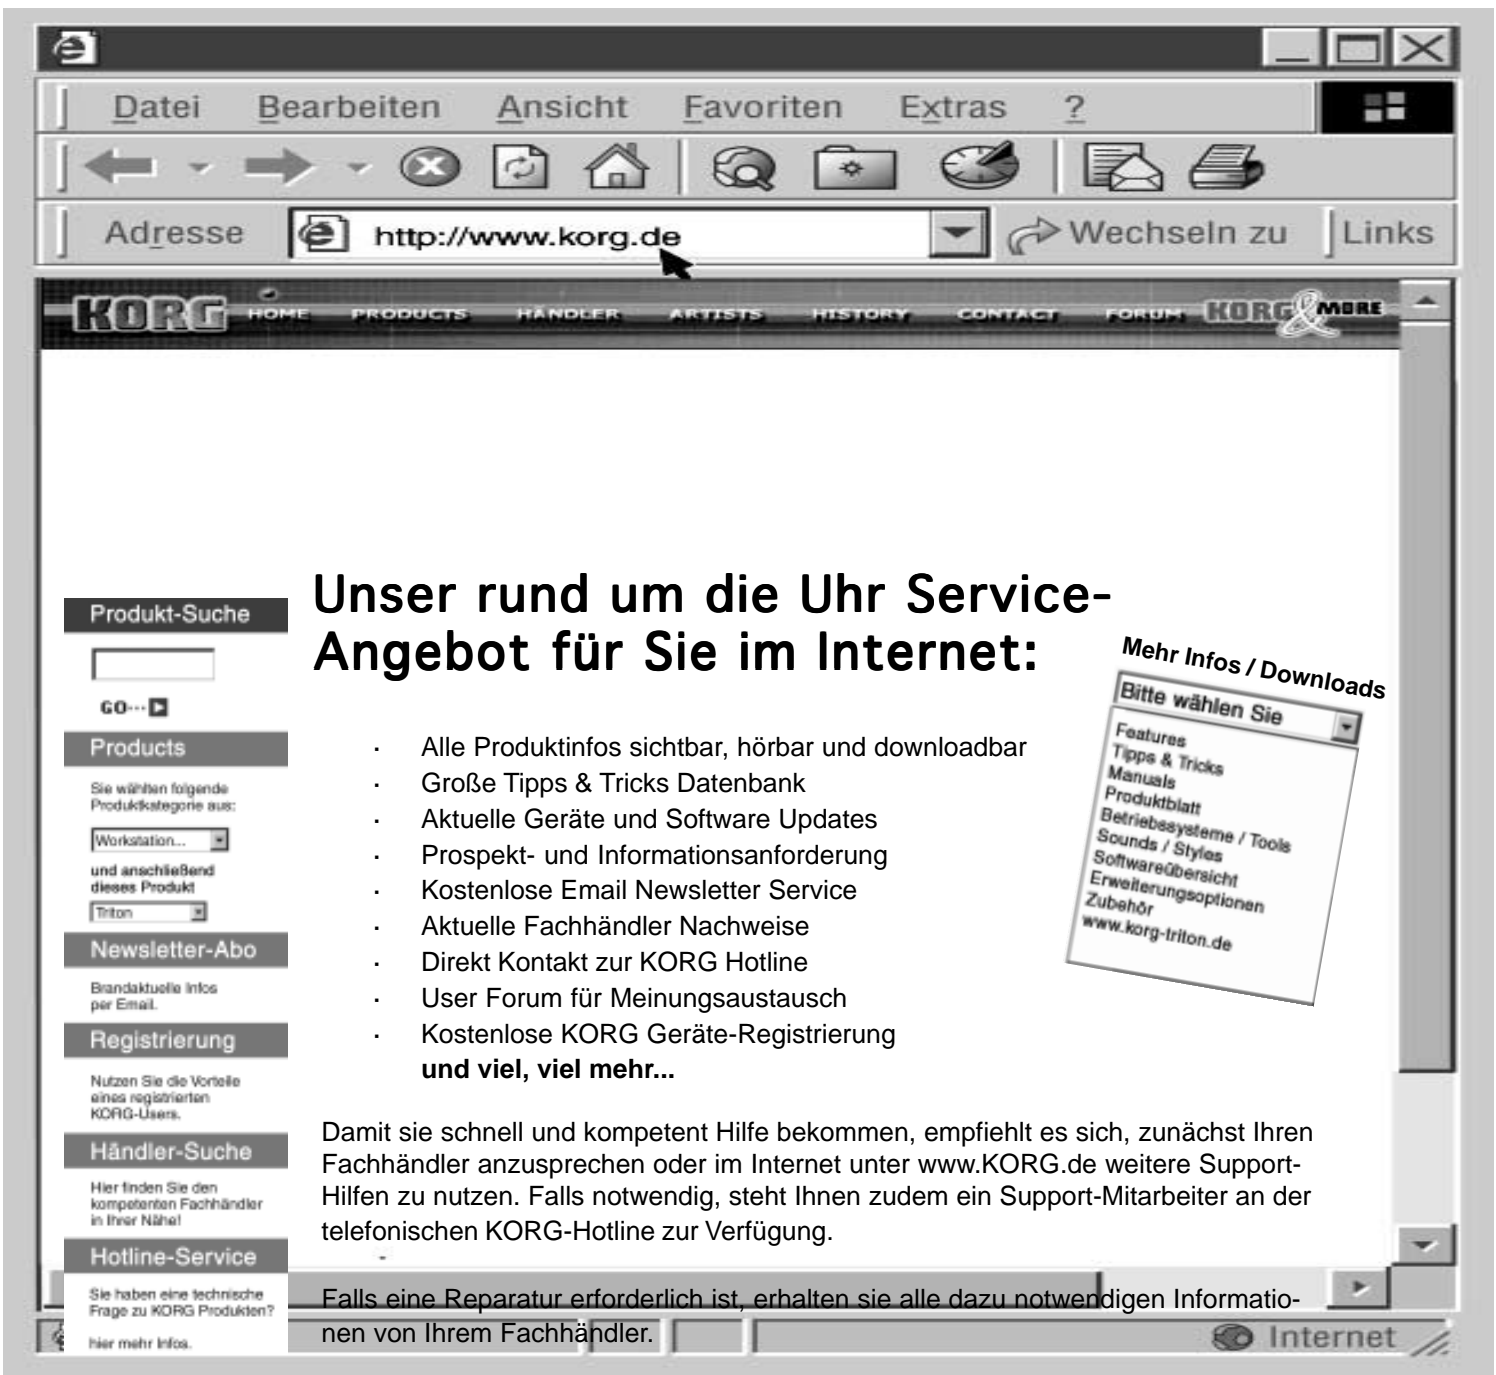 Datei Bearbeiten Ansicht Favoriten Extras ?
Adresse http://www.korg.de Wechseln zu Links
KORG HOME PRODUCTS HÄNDLER ARTISTS HISTORY CONTACT FORUM KORG & MORE
Unser rund um die Uhr Service-
Angebot für Sie im Internet:
Produkt-Suche
GO
Products
Sie wählten folgende
Produktkategorie aus:
Workstation...
und anschließend
dieses Produkt
Triton
Newsletter-Abo
Brandaktuelle Infos
per Email.
Registrierung
Nutzen Sie die Vorteile
eines registrierten
KORG-Users.
Händler-Suche
Hier finden Sie den
kompetenten Fachhändler
in Ihrer Nähe!
Hotline-Service
Sie haben eine technische
Frage zu KORG Produkten?
hier mehr Infos.
· Alle Produktinfos sichtbar, hörbar und downloadbar
· Große Tipps & Tricks Datenbank
· Aktuelle Geräte und Software Updates
· Prospekt- und Informationsanforderung
· Kostenlose Email Newsletter Service
· Aktuelle Fachhändler Nachweise
· Direkt Kontakt zur KORG Hotline
· User Forum für Meinungsaustausch
· Kostenlose KORG Geräte-Registrierung
und viel, viel mehr...
Mehr Infos / Downloads
Bitte wählen Sie
Features
Tipps & Tricks
Manuals
Produktblatt
Betriebssysteme / Tools
Sounds / Styles
Softwareübersicht
Erweiterungsoptionen
Zubehör
www.korg-triton.de
Damit sie schnell und kompetent Hilfe bekommen, empfiehlt es sich, zunächst Ihren
Fachhändler anzusprechen oder im Internet unter www.KORG.de weitere Support-
Hilfen zu nutzen. Falls notwendig, steht Ihnen zudem ein Support-Mitarbeiter an der
telefonischen KORG-Hotline zur Verfügung.
Falls eine Reparatur erforderlich ist, erhalten sie alle dazu notwendigen Informatio-
nen von Ihrem Fachhändler.
Internet